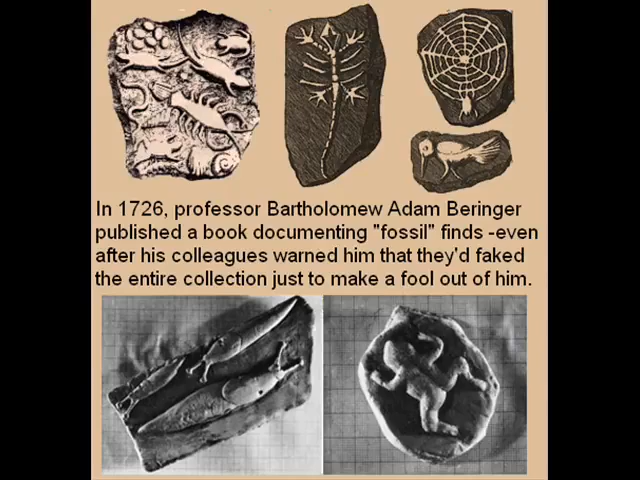 In 1726, professor Bartholomew Adam Beringer
published a book documenting "fossil" finds -even
after his colleagues warned him that they'd faked
the entire collection just to make a fool out of him.